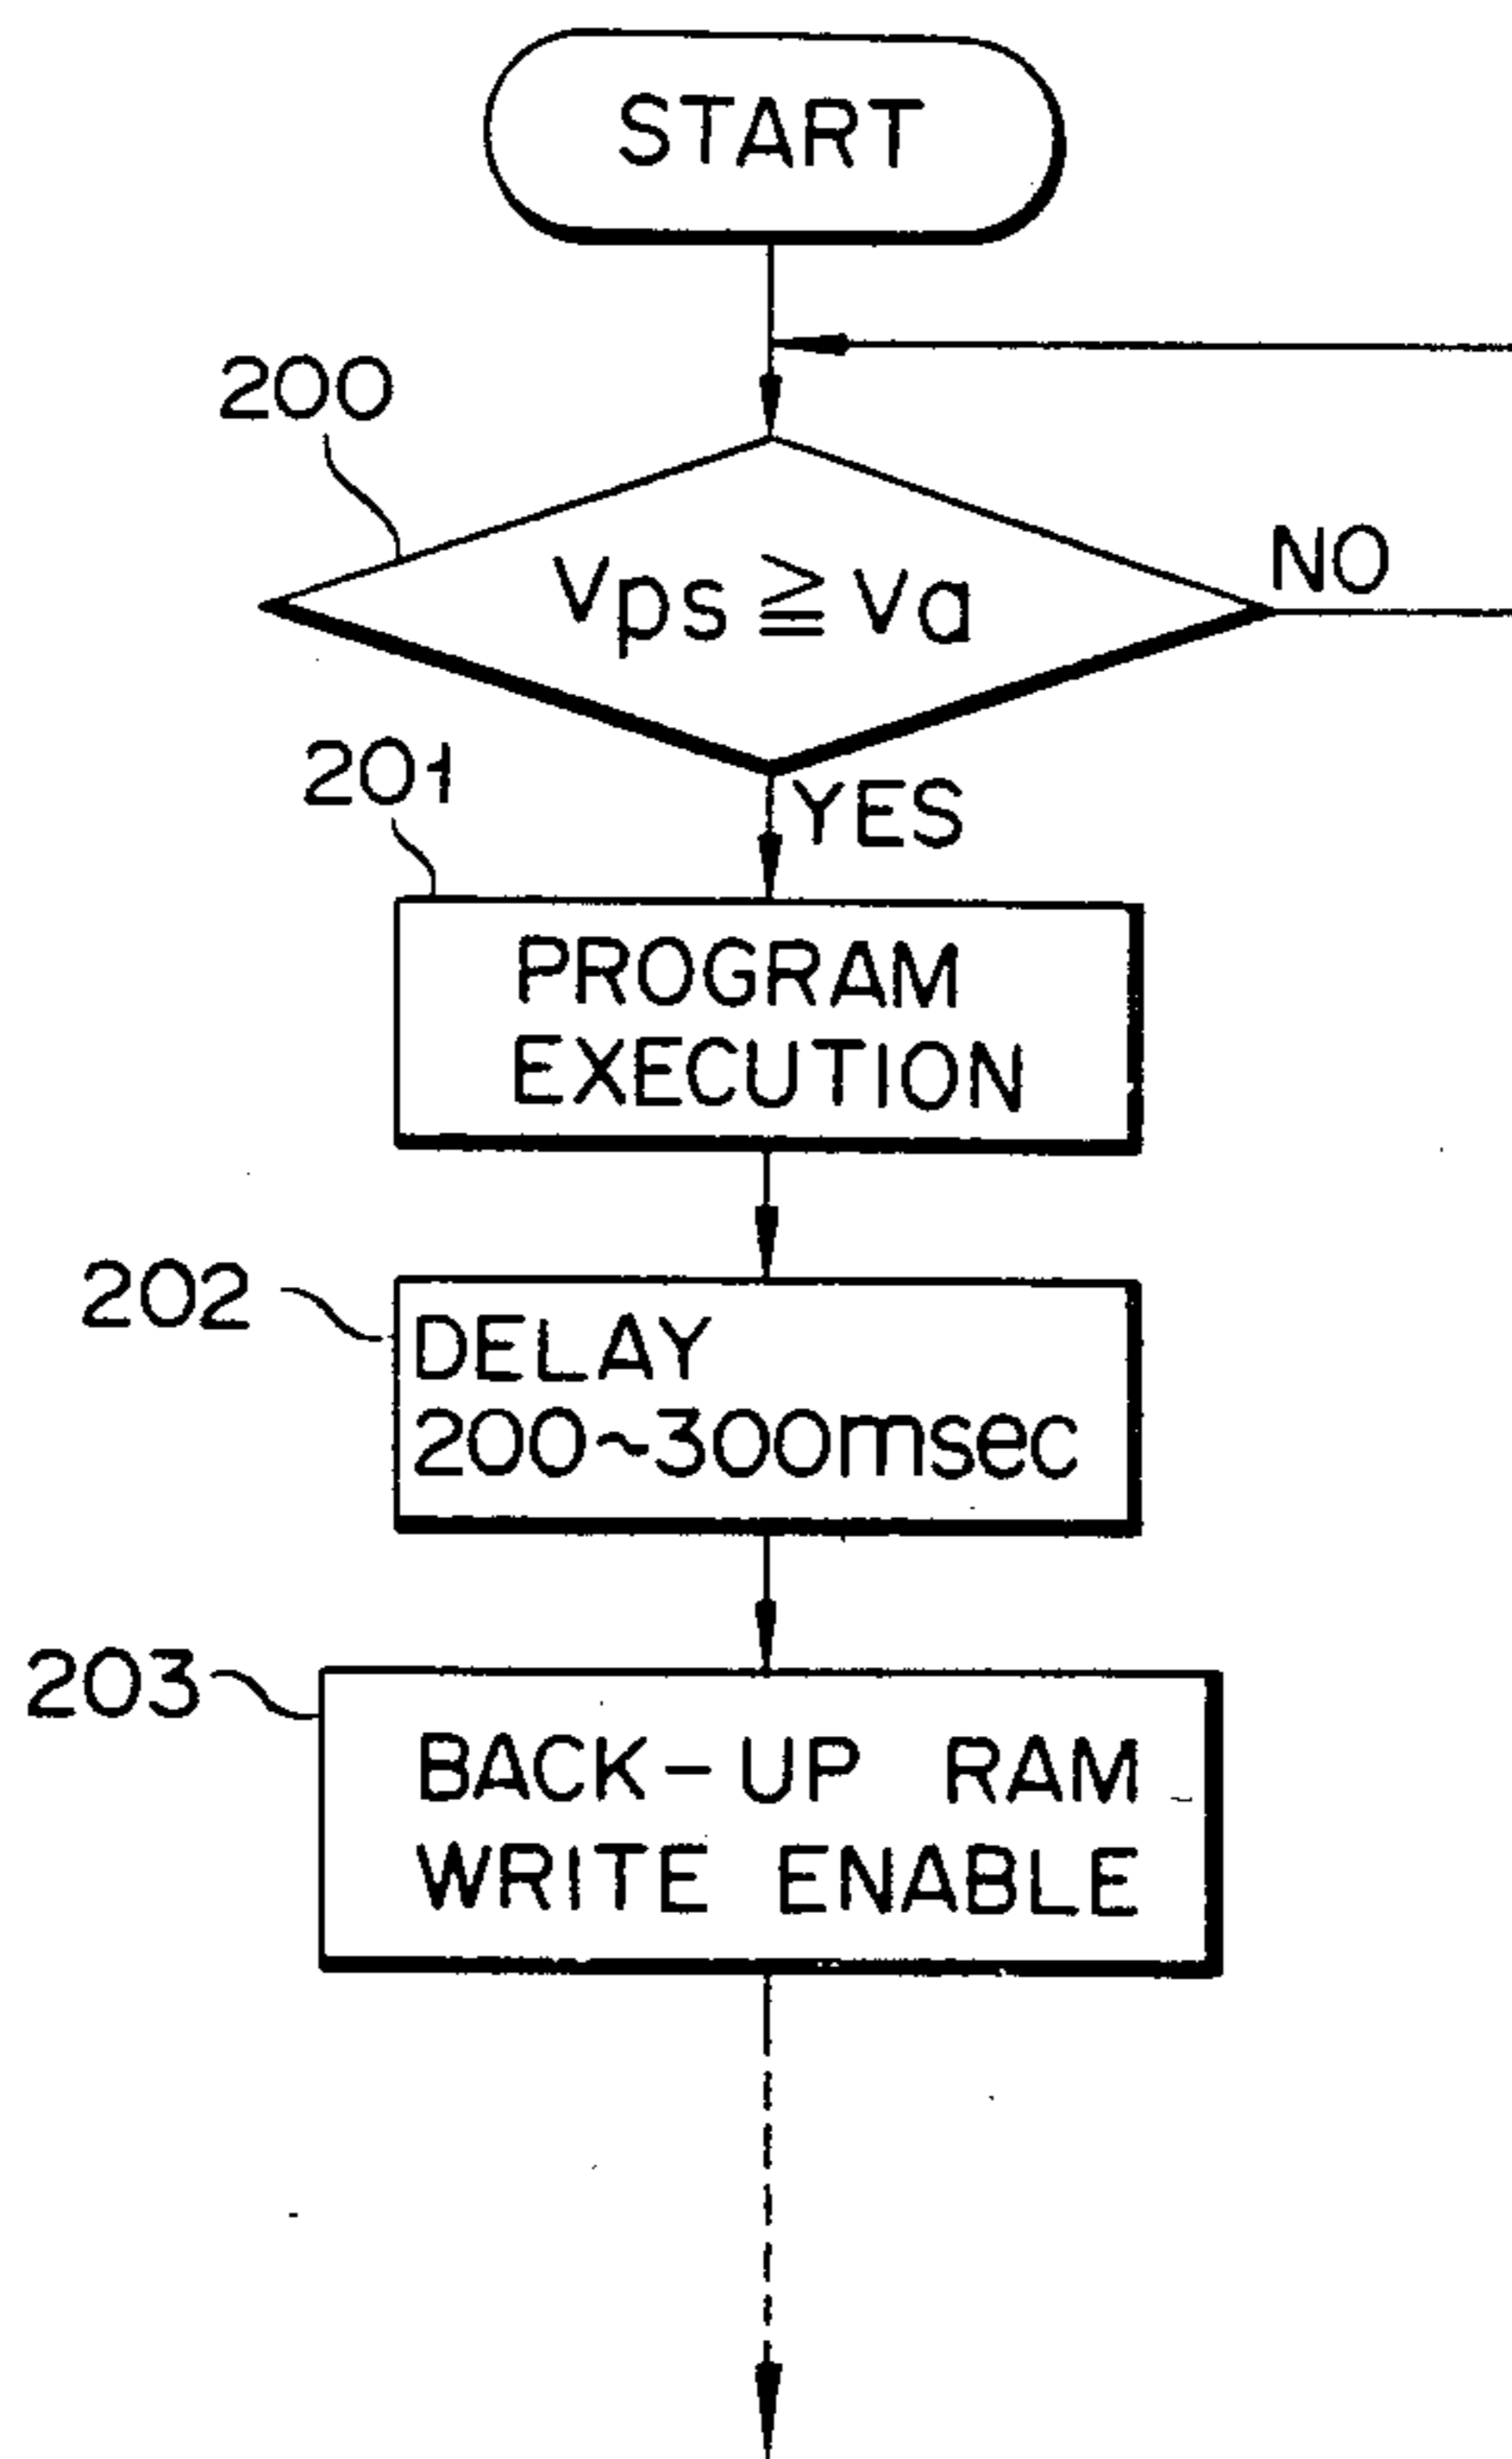 START
200
Vps ≧ Va
NO
201
YES
PROGRAM
EXECUTION
202
DELAY
200~300msec
203
BACK-UP RAM
WRITE ENABLE